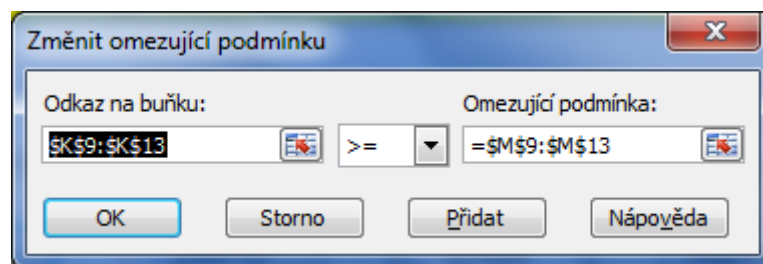 Změnit omezující podmínku
Odkaz na buňku: Omezující podmínka:
$K$9:$K$13 >= =$M$9:$M$13
OK Storno Přidat Nápověda